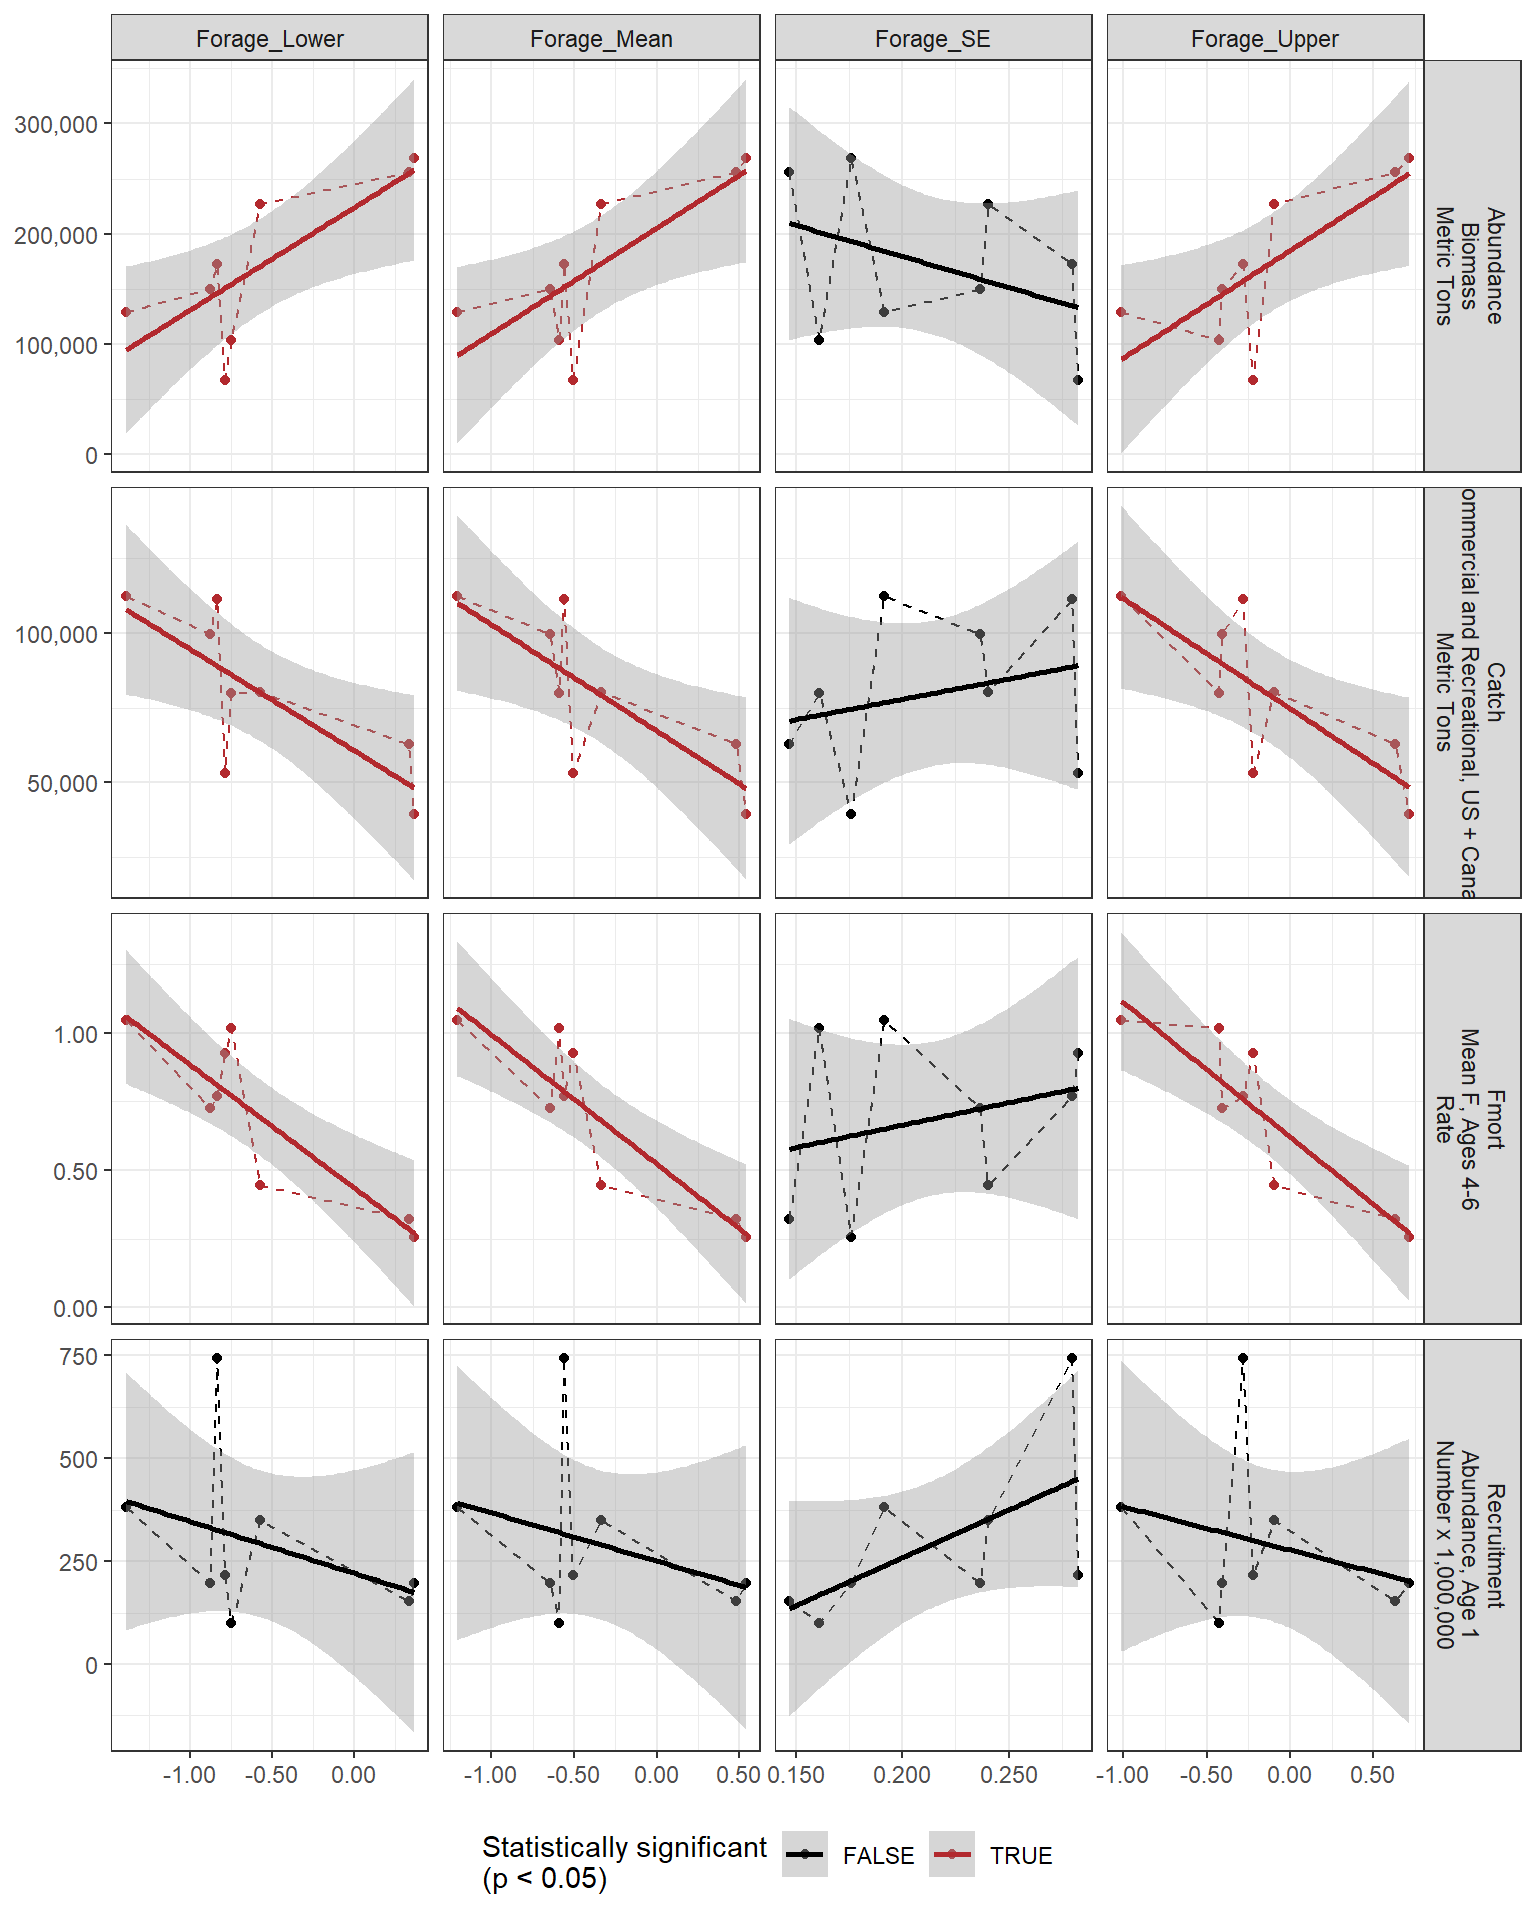 Forage_Lower
Forage_Mean
Forage_SE
Forage_Upper
300,000
200,000
100,000
0
Abundance
Biomass
Metric Tons
100,000
50,000
Catch
ommercial and Recreational, US + Cana
Metric Tons
1.00
0.50
0.00
Fmort
Mean F, Ages 4-6
Rate
750
500
250
0
Recruitment
Abundance, Age 1
Number x 1,000,000
-1.00 -0.50 0.00
-1.00 -0.50 0.00 0.50
0.150 0.200 0.250
-1.00 -0.50 0.00 0.50
Statistically significant
(p < 0.05)
FALSE
TRUE